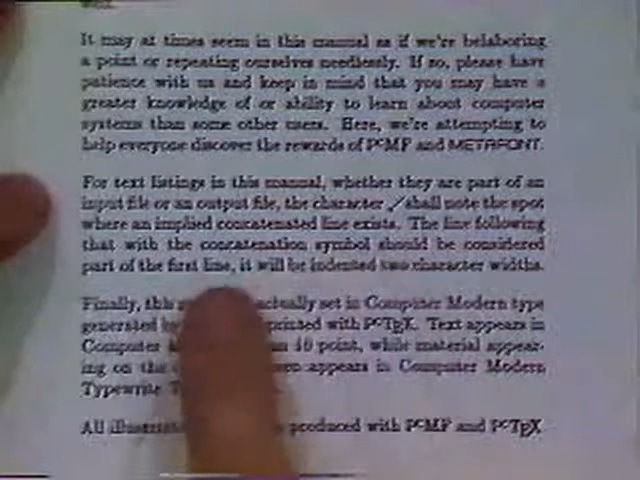 It may at times seem in this manual as if we're belaboring
a point or repeating ourselves needlessly. If so, please have
patience with us and keep in mind that you may have a
greater knowledge of or ability to learn about computer
systems than some other users. Here, we're attempting to
help everyone discover the rewards of PCMF and METAFONT.
For text listings in this manual, whether they are part of an
input file or an output file, the character ↙ shall note the spot
where an implied concatenated line exists. The line following
that with the concatenation symbol should be considered
part of the first line, it will be indented two character widths.
Finally, this actually set in Computer Modern type
generated printed with PCTEX. Text appears in
Computer 10 point, while material appear-
ing on the appears in Computer Modern
Typewrite
All produced with PCMF and PCTEX